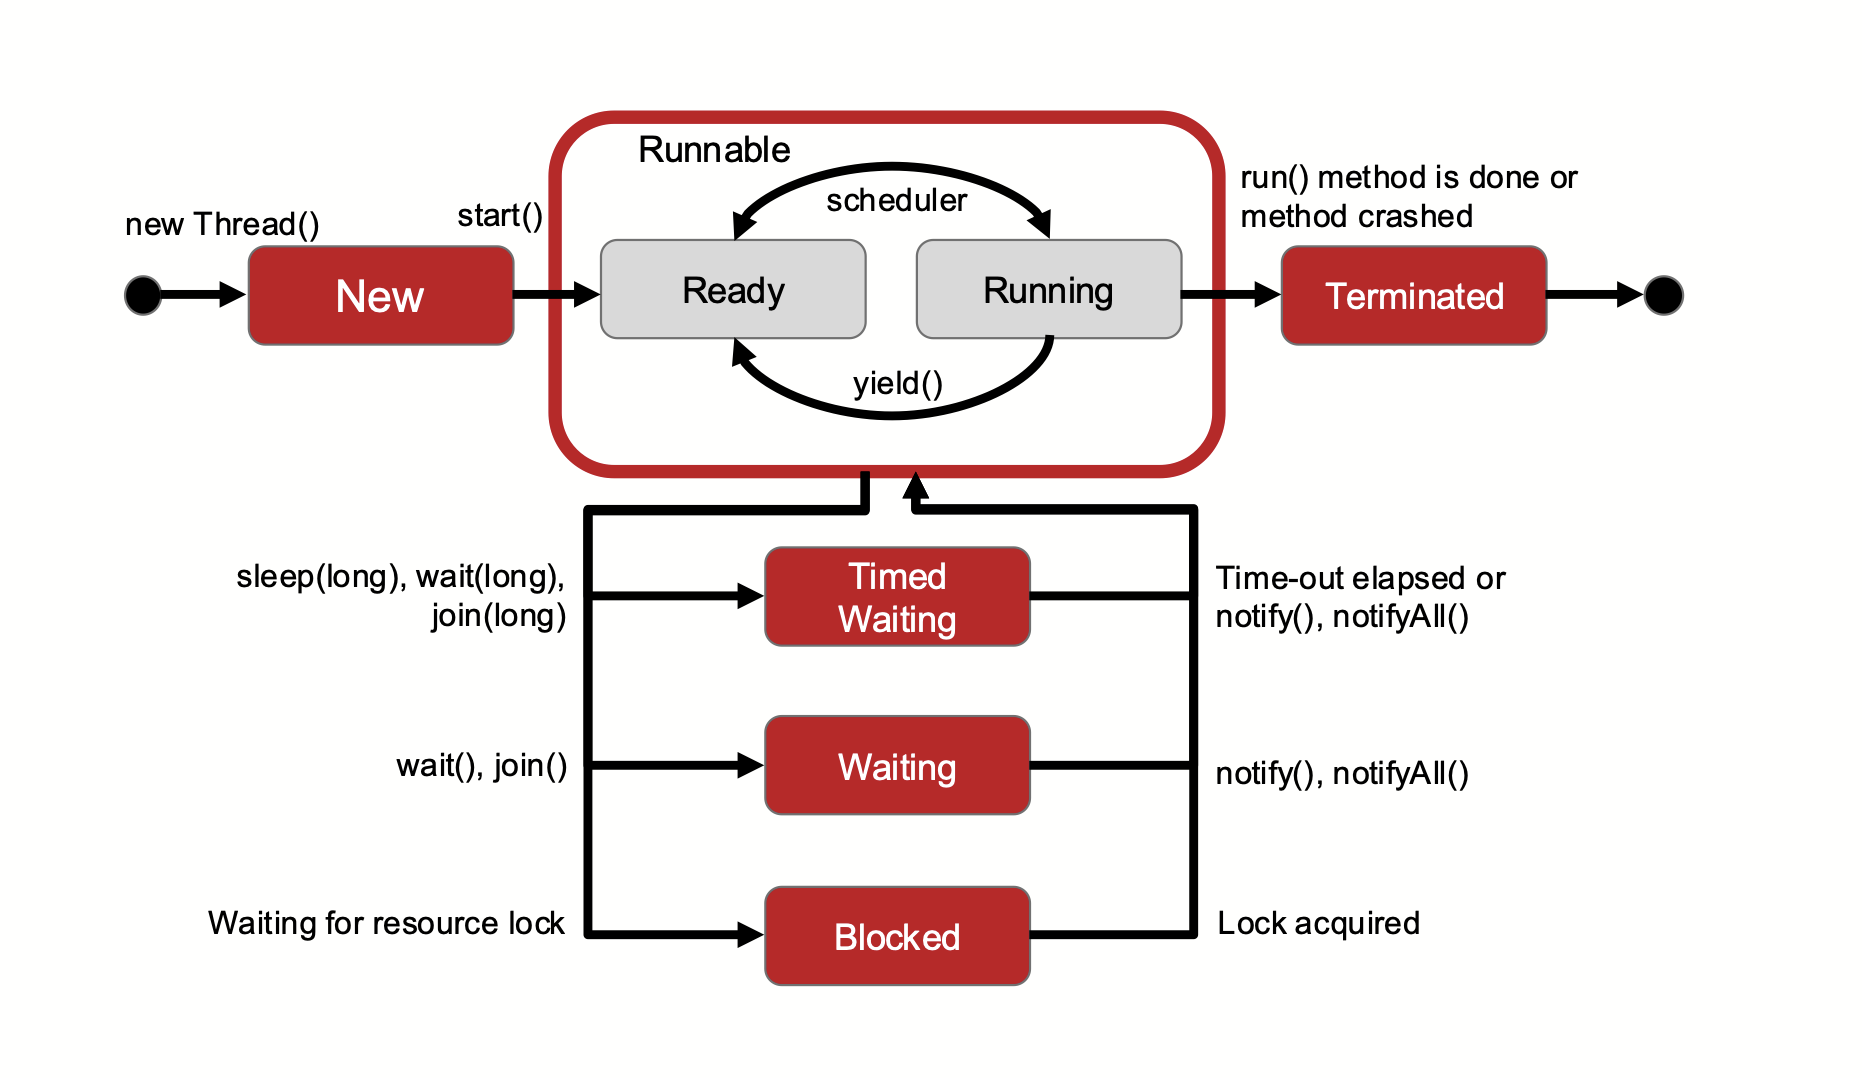 Runnable
scheduler
run() method is done or
method crashed
new Thread()
start()
New
Ready
Running
Terminated
yield()
sleep(long), wait(long),
join(long)
Timed
Waiting
Time-out elapsed or
notify(), notifyAll()
wait(), join()
Waiting
notify(), notifyAll()
Waiting for resource lock
Blocked
Lock acquired